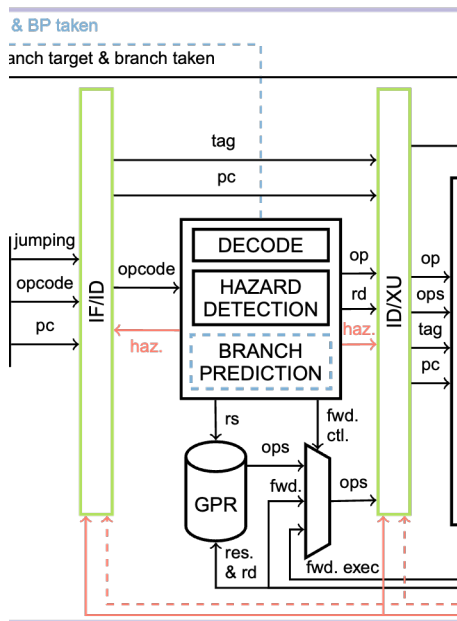 & BP taken
anch target & branch taken
tag
pc
jumping
opcode
pc
IF/ID
opcode
haz.
DECODE
HAZARD
DETECTION
BRANCH
PREDICTION
op
rd
haz.
ID/XU
op
ops
tag
pc
rs
fwd.
ctl.
GPR
ops
fwd.
ops
res.
& rd
fwd. exec